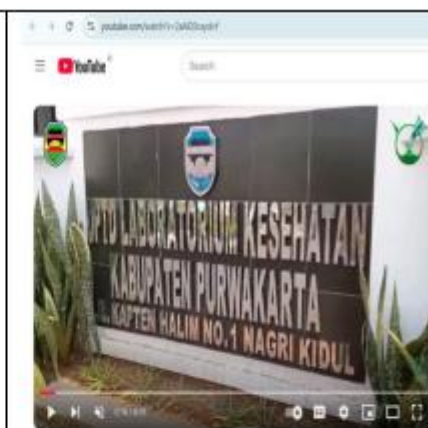 YouTube
Search
UPTD LABORATORIUM KESEHATAN
KABUPATEN PURWAKARTA
JL. KAPTEN HALIM NO.1 NAGRI KIDUL